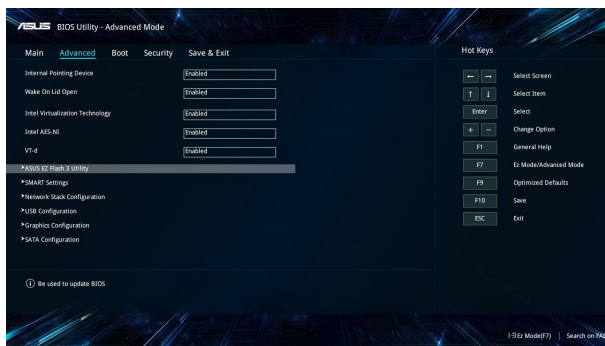 ASUS BIOS Utility - Advanced Mode
Main Advanced Boot Security Save & Exit
Hot Keys
Internal Pointing Device Enabled
Wake On Lid Open Enabled
Intel Virtualization Technology Enabled
Intel AES-NI Enabled
VT-d Enabled
ASUS EZ Flash 3 Utility
SMART Settings
Network Stack Configuration
USB Configuration
Graphics Configuration
SATA Configuration
← → Select Screen
↑ ↓ Select Item
Enter Select
+ − Change Option
F1 General Help
F7 Ez Mode/Advanced Mode
F9 Optimized Defaults
F10 Save
ESC Exit
Be used to update BIOS
Ez Mode(F7) | Search on FA